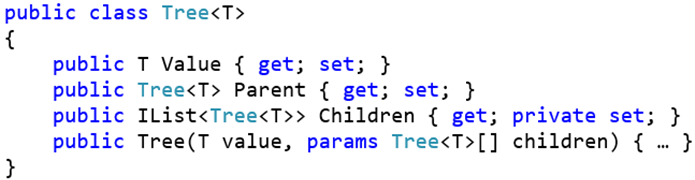 public class Tree<T>
{
    public T Value { get; set; }
    public Tree<T> Parent { get; set; }
    public IList<Tree<T>> Children { get; private set; }
    public Tree(T value, params Tree<T>[] children) { … }
}